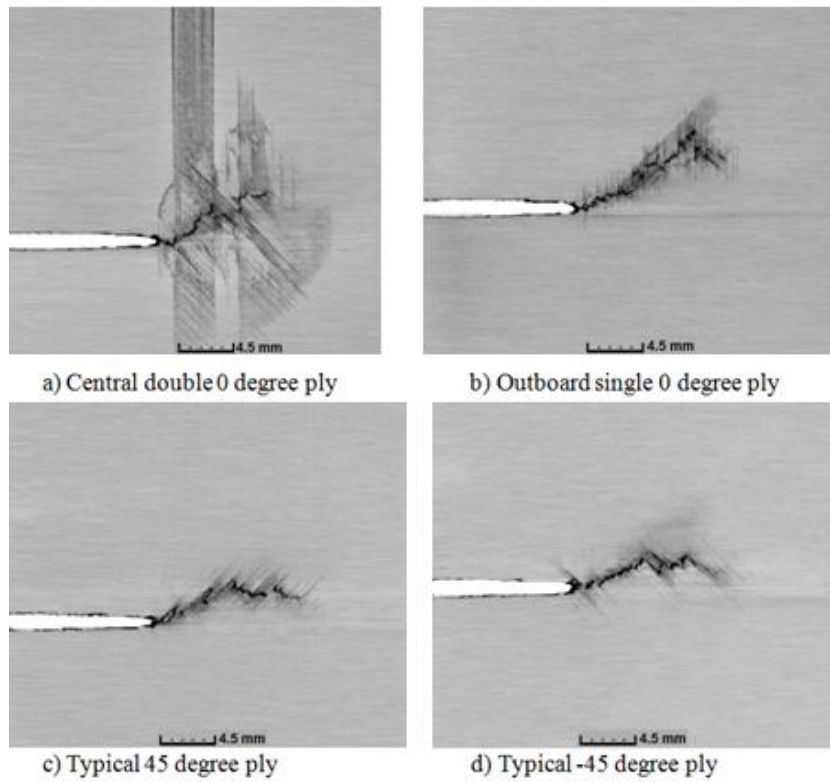 4.5 mm
4.5 mm
a) Central double 0 degree ply
b) Outboard single 0 degree ply
4.5 mm
4.5 mm
c) Typical 45 degree ply
d) Typical -45 degree ply